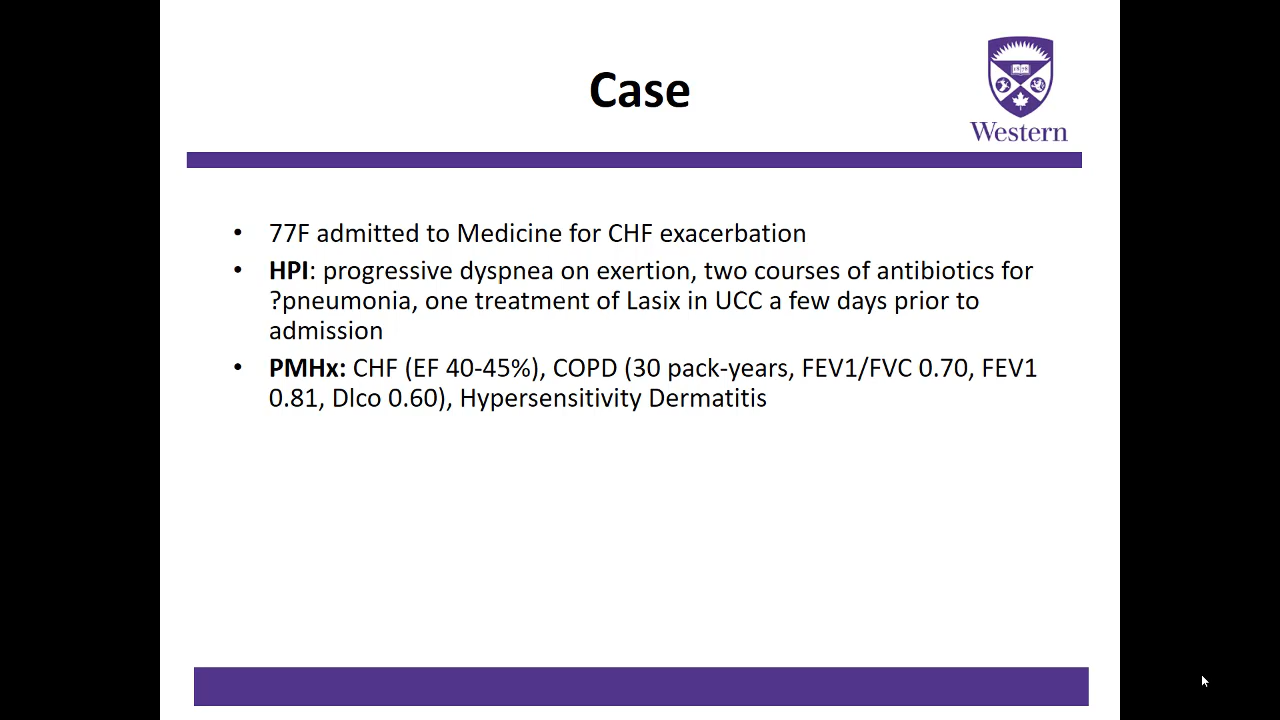 Case
Western
• 77F admitted to Medicine for CHF exacerbation
• HPI: progressive dyspnea on exertion, two courses of antibiotics for
?pneumonia, one treatment of Lasix in UCC a few days prior to
admission
• PMHx: CHF (EF 40-45%), COPD (30 pack-years, FEV1/FVC 0.70, FEV1
0.81, Dlco 0.60), Hypersensitivity Dermatitis